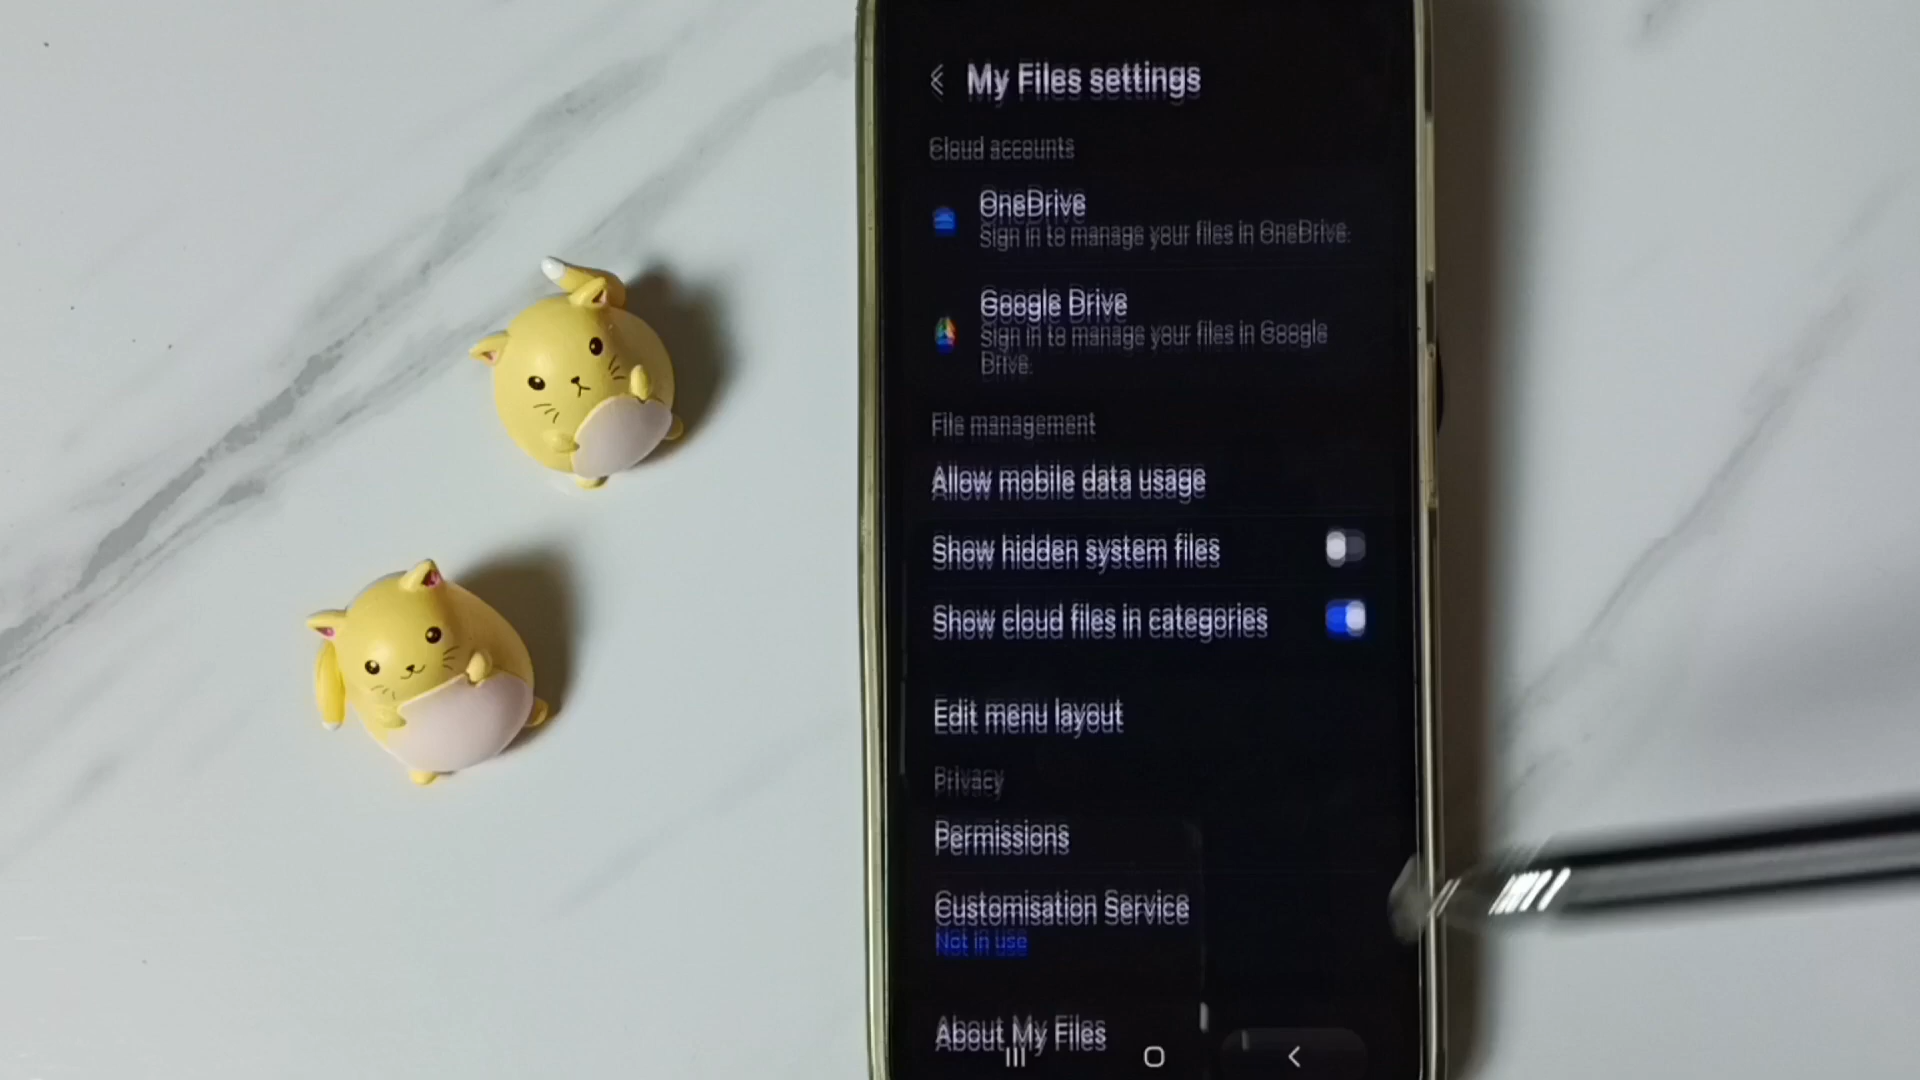 My Files settings
Cloud accounts
OneDrive
Sign in to manage your files in OneDrive.
Google Drive
Sign in to manage your files in Google
Drive.
File management
Allow mobile data usage
Show hidden system files
Show cloud files in categories
Edit menu layout
Privacy
Permissions
Customisation Service
Not in use
About My Files